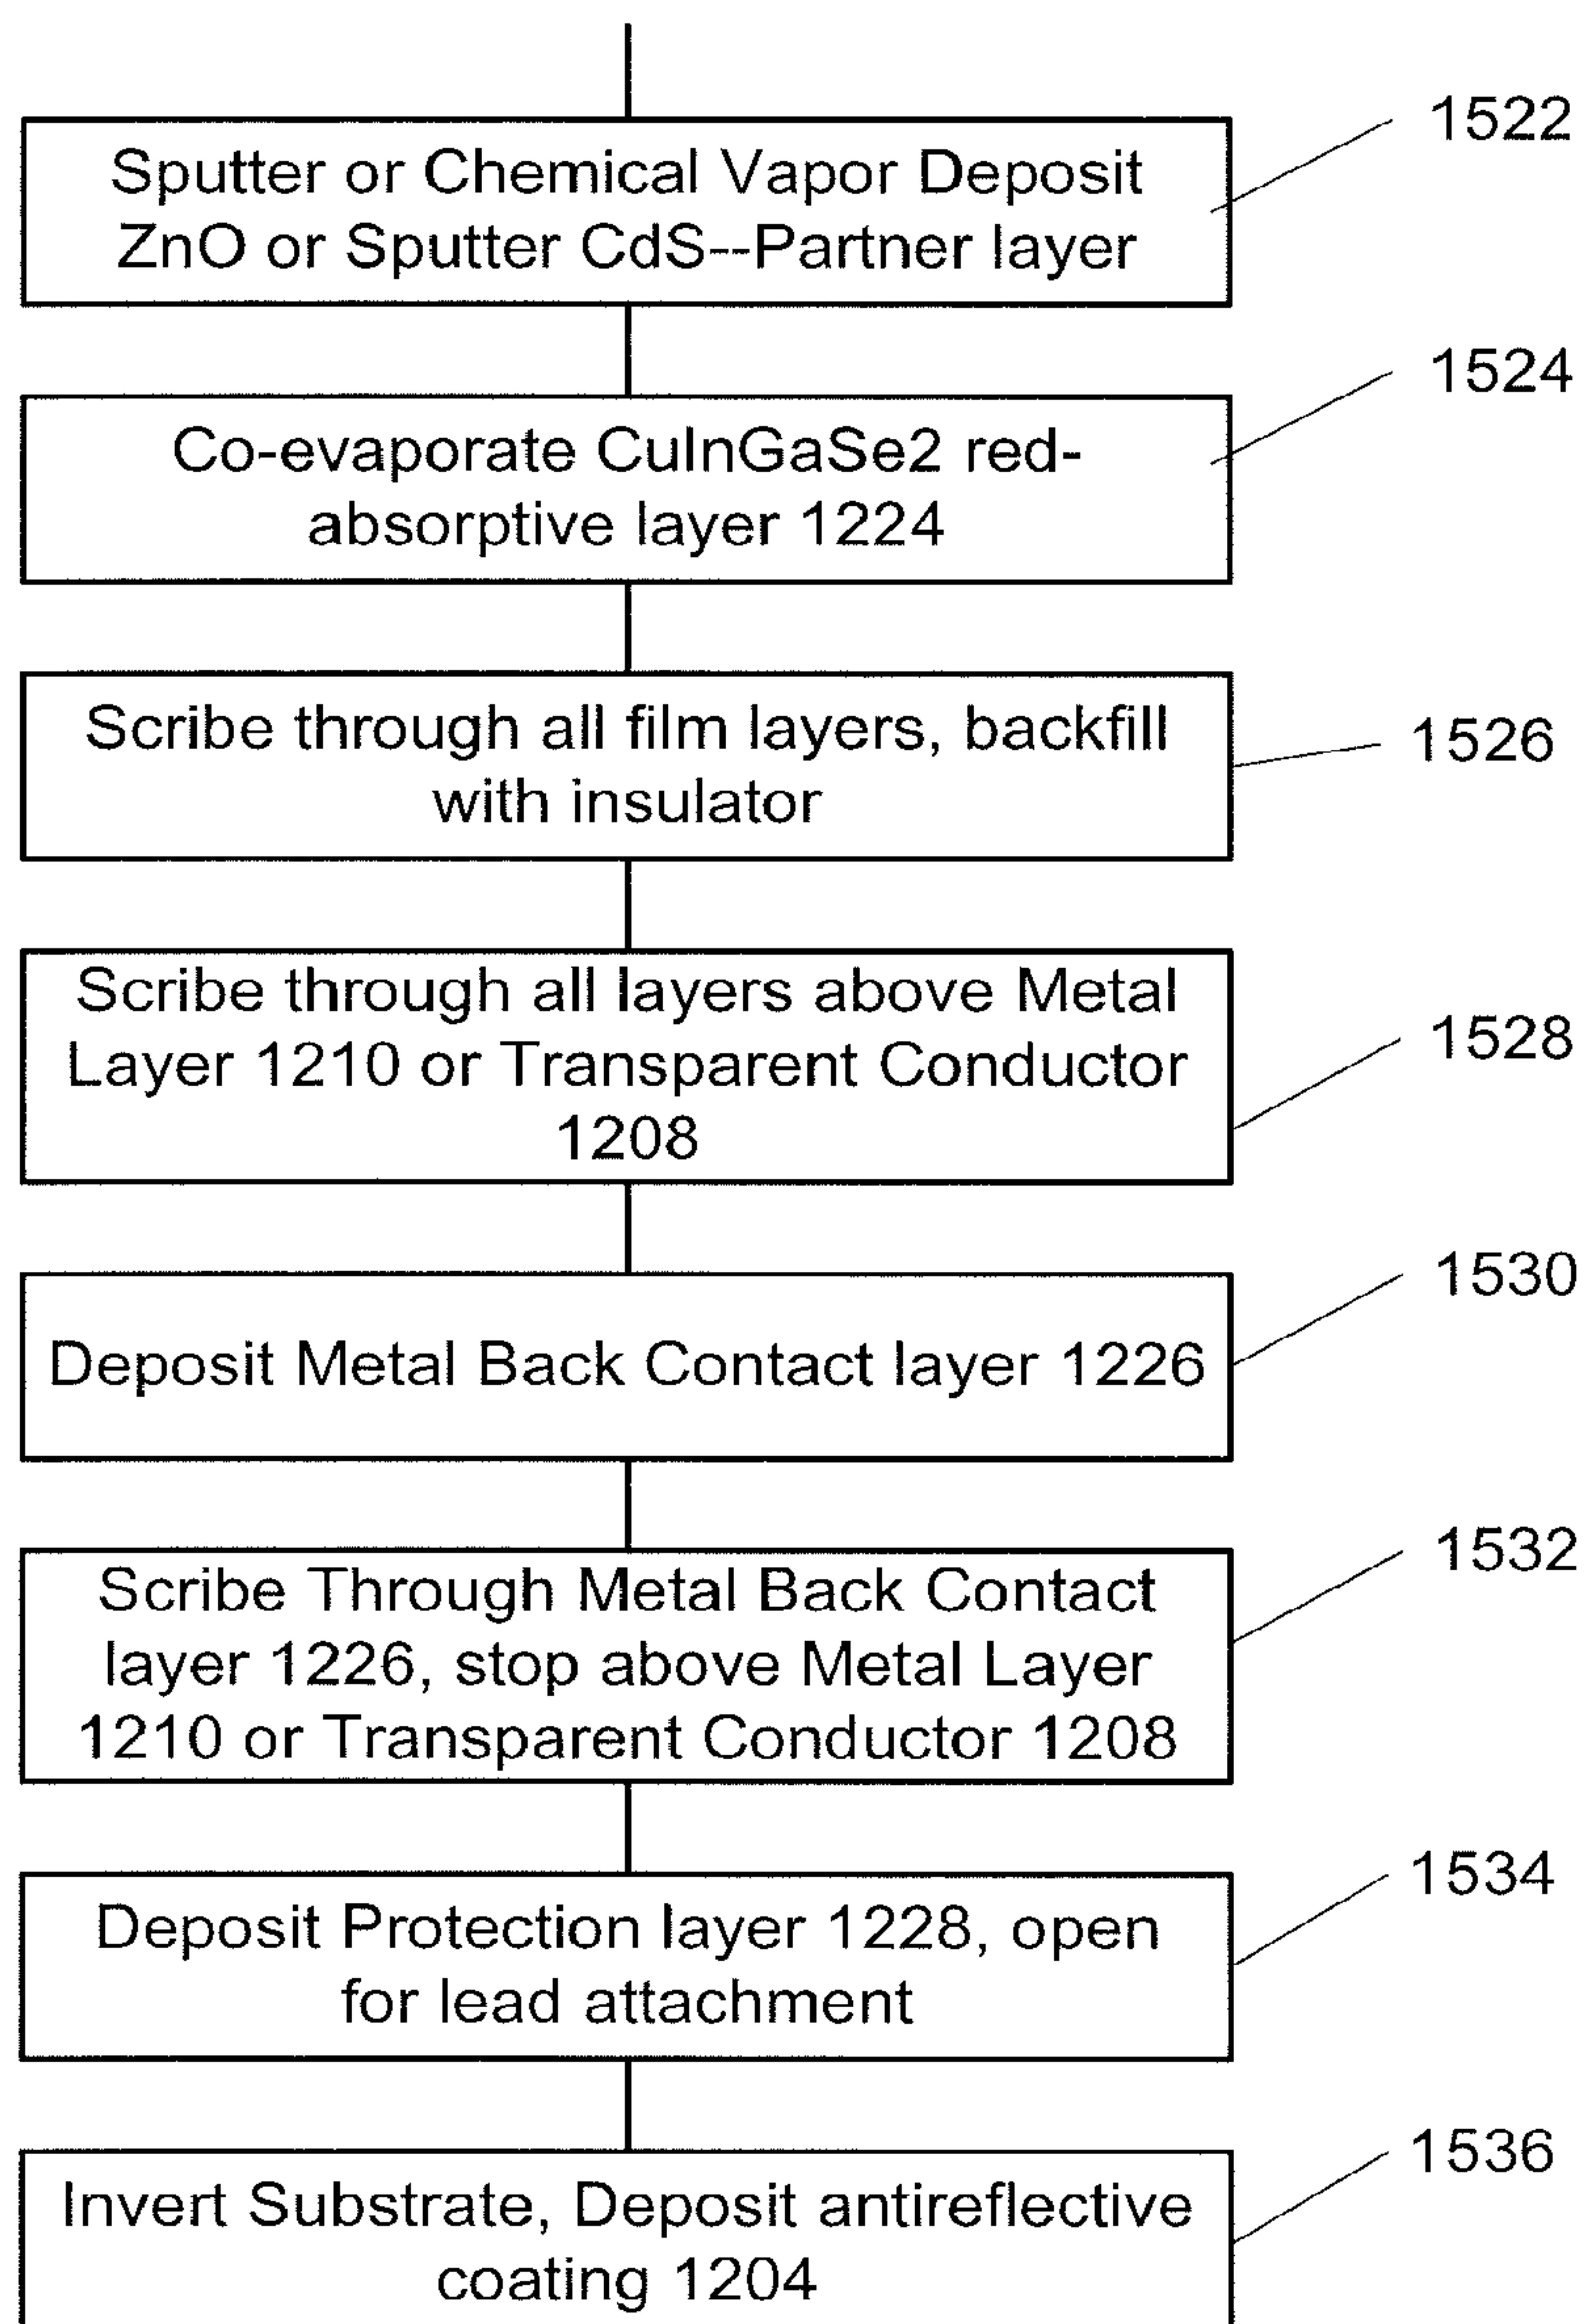 1522
Sputter or Chemical Vapor Deposit
ZnO or Sputter CdS--Partner layer
1524
Co-evaporate CuInGaSe2 red-
absorptive layer 1224
1526
Scribe through all film layers, backfill
with insulator
1528
Scribe through all layers above Metal
Layer 1210 or Transparent Conductor
1208
1530
Deposit Metal Back Contact layer 1226
1532
Scribe Through Metal Back Contact
layer 1226, stop above Metal Layer
1210 or Transparent Conductor 1208
1534
Deposit Protection layer 1228, open
for lead attachment
1536
Invert Substrate, Deposit antireflective
coating 1204